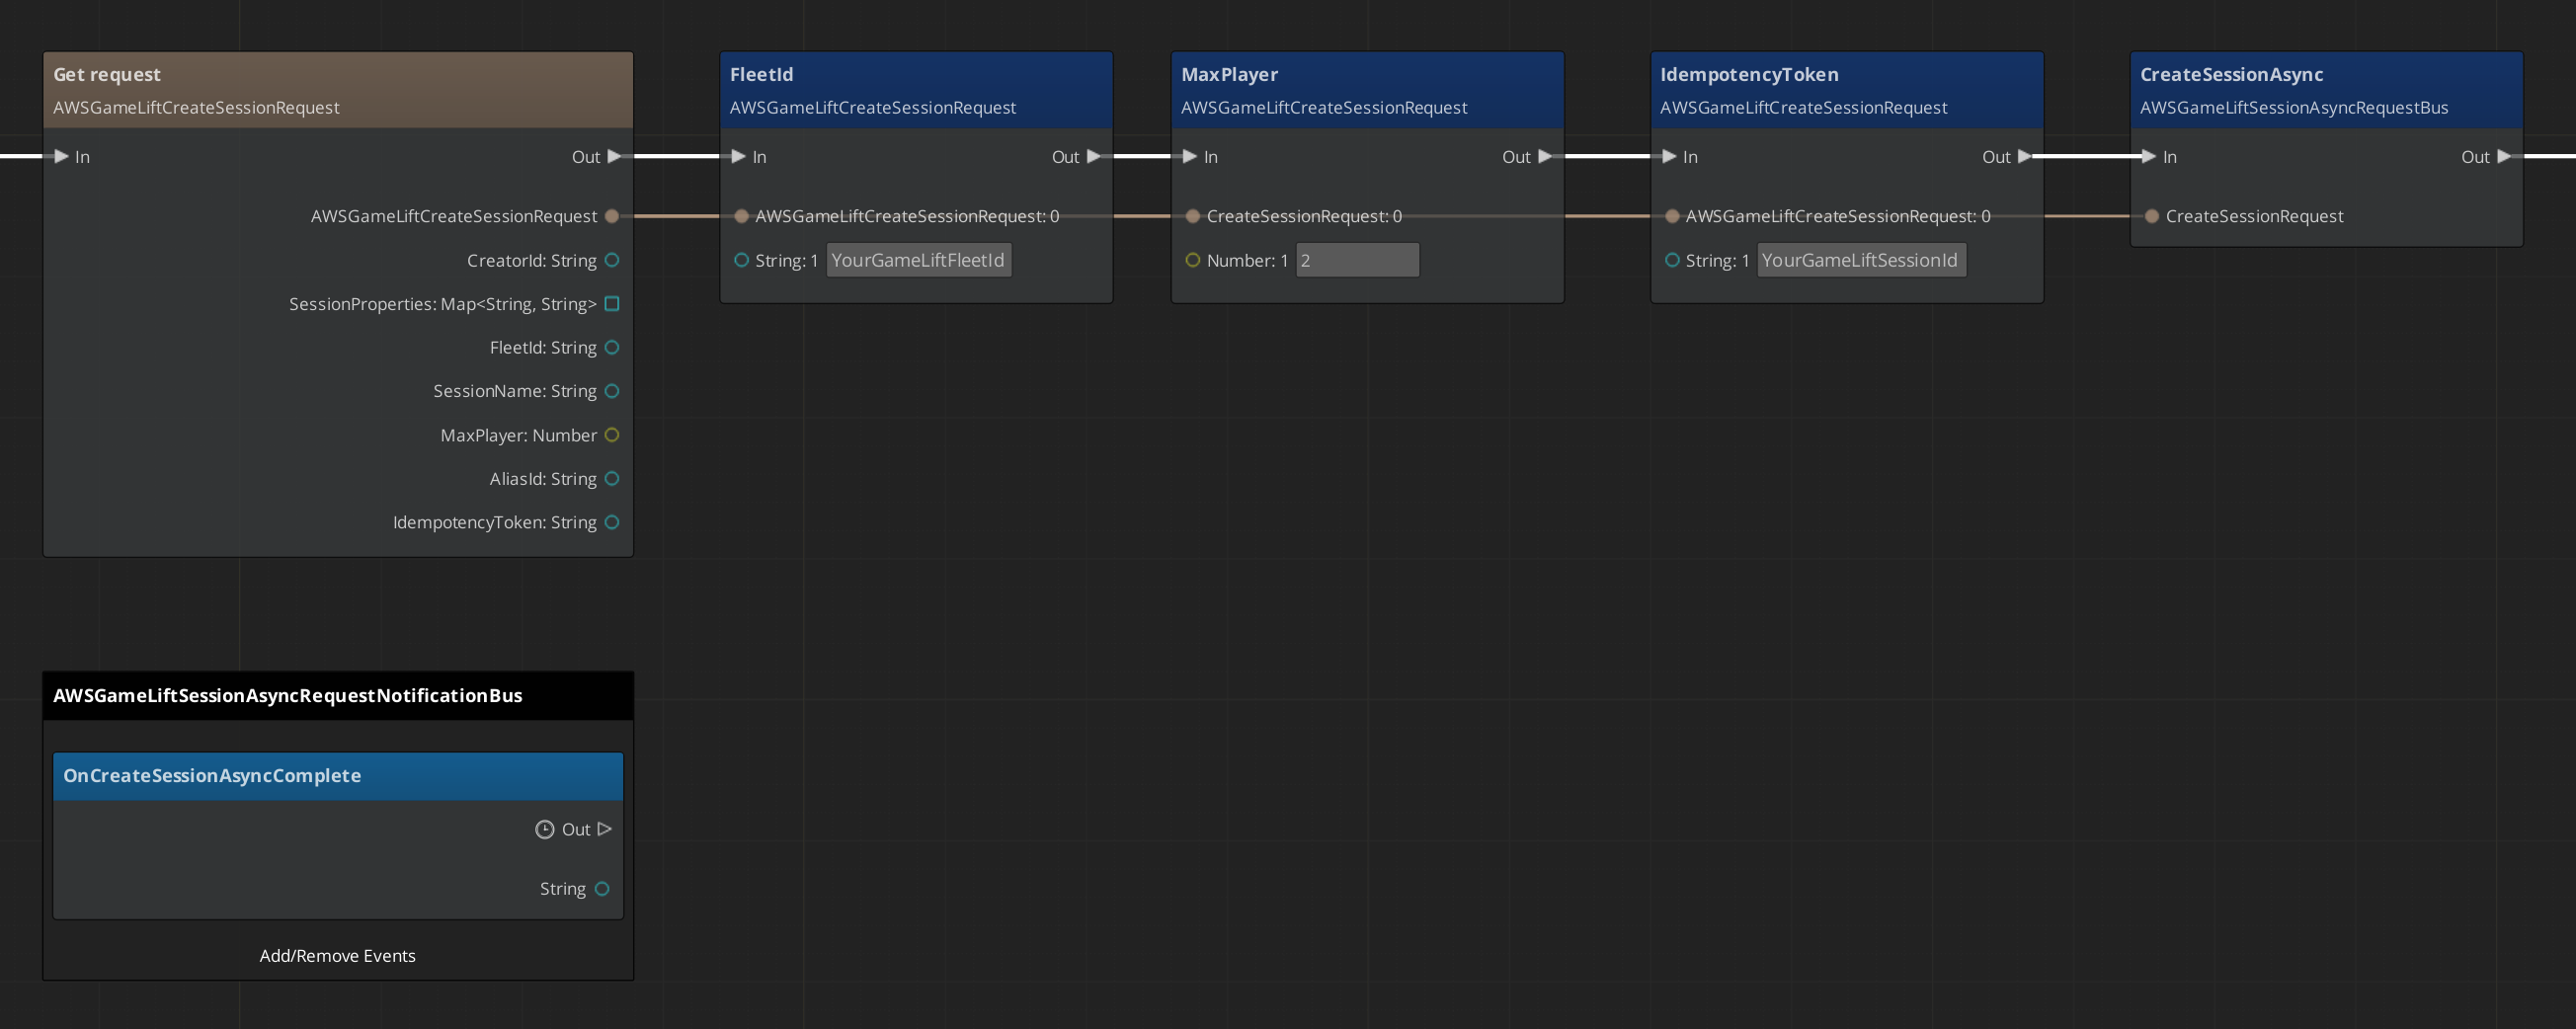 Get request
AWSGameLiftCreateSessionRequest
In
Out
AWSGameLiftCreateSessionRequest
CreatorId: String
SessionProperties: Map<String, String>
FleetId: String
SessionName: String
MaxPlayer: Number
AliasId: String
IdempotencyToken: String
FleetId
AWSGameLiftCreateSessionRequest
In
Out
AWSGameLiftCreateSessionRequest: 0
String: 1 YourGameLiftFleetId
MaxPlayer
AWSGameLiftCreateSessionRequest
In
Out
CreateSessionRequest: 0
Number: 1 2
IdempotencyToken
AWSGameLiftCreateSessionRequest
In
Out
AWSGameLiftCreateSessionRequest: 0
String: 1 YourGameLiftSessionId
CreateSessionAsync
AWSGameLiftSessionAsyncRequestBus
In
Out
CreateSessionRequest
AWSGameLiftSessionAsyncRequestNotificationBus
OnCreateSessionAsyncComplete
Out
String
Add/Remove Events